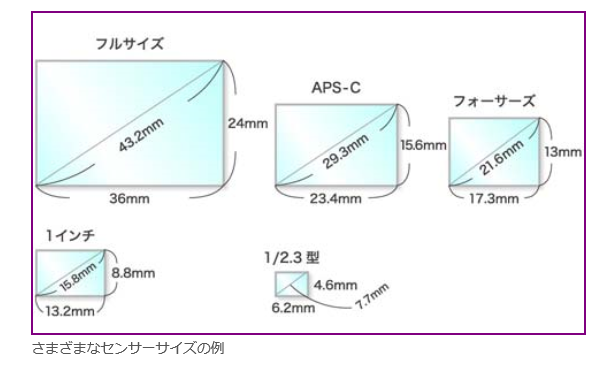 フルサイズ
43.2mm
24mm
36mm
APS-C
29.3mm
15.6mm
23.4mm
フォーサーズ
21.6mm
13mm
17.3mm
1インチ
15.8mm
8.8mm
13.2mm
1/2.3 型
4.6mm
6.2mm
7.7mm
さまざまなセンサーサイズの例